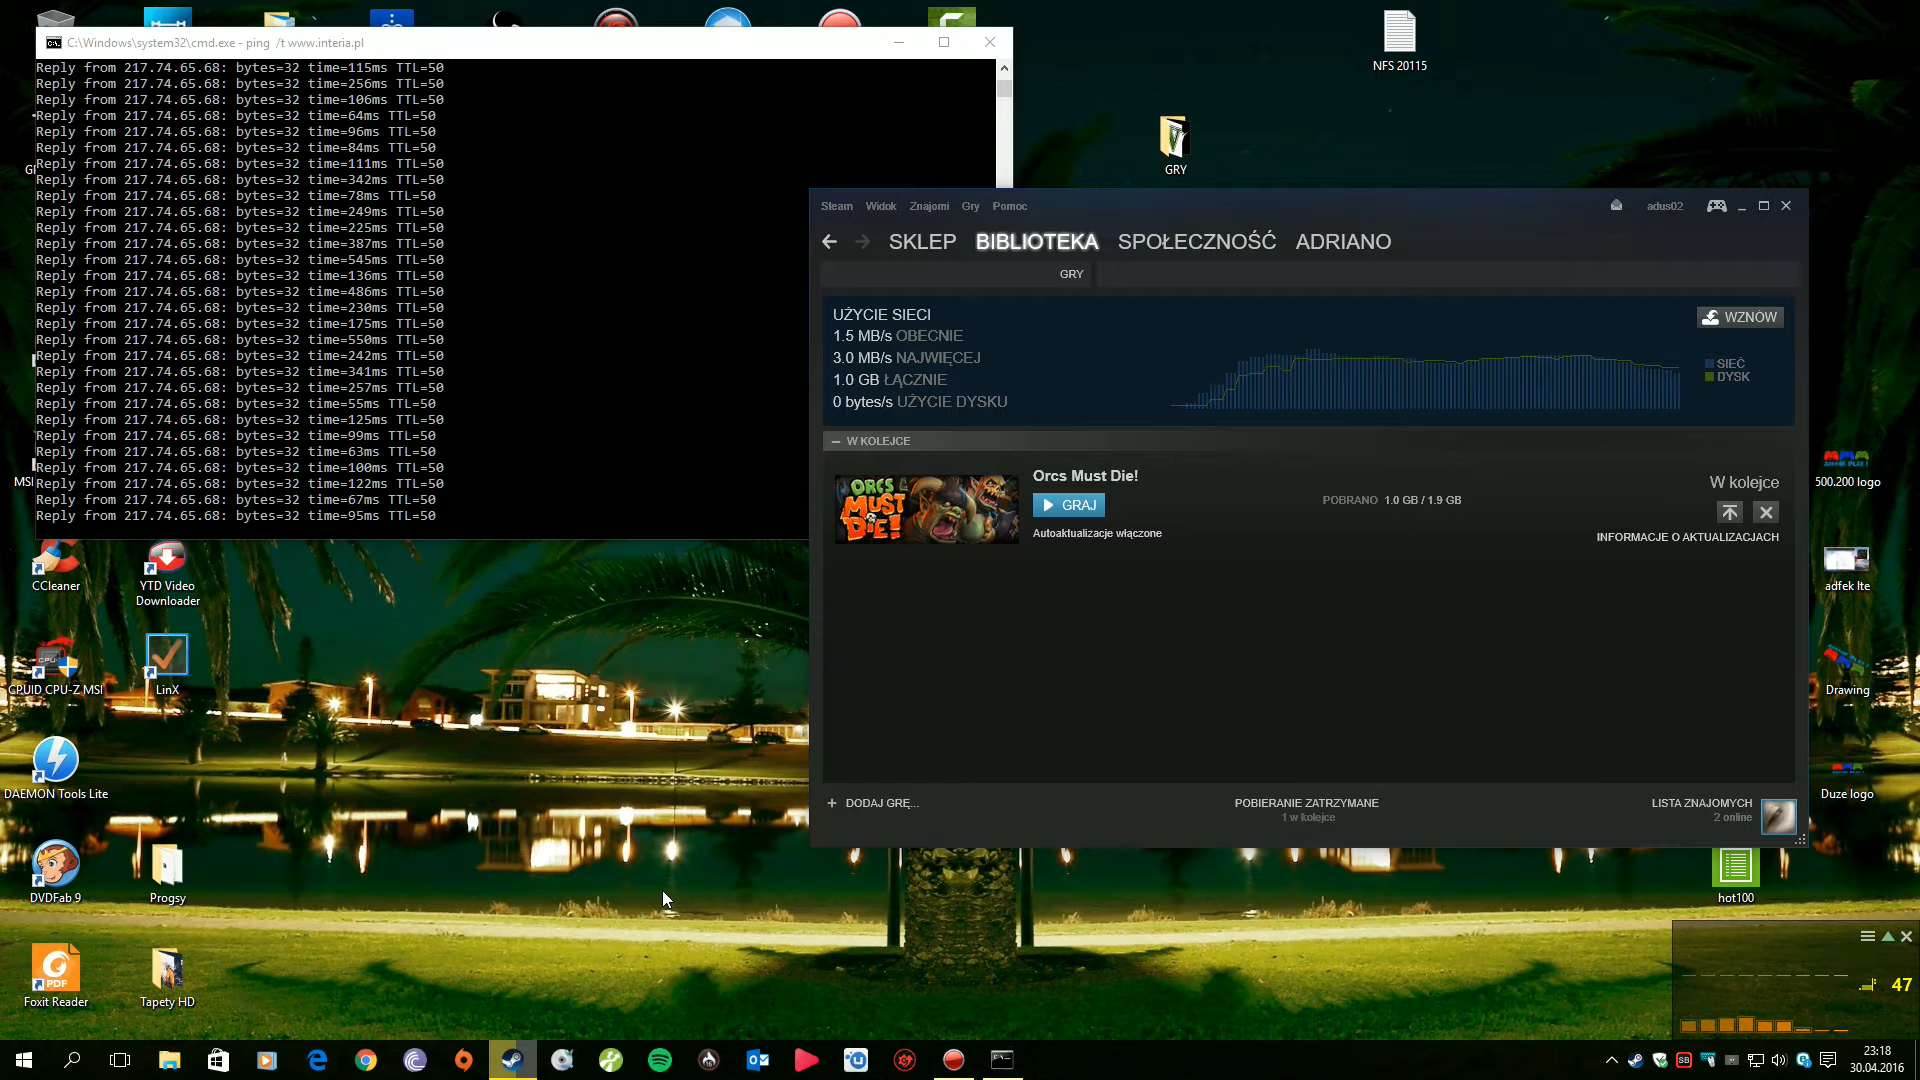 C:\Windows\system32\cmd.exe - ping /t www.interia.pl
Reply from 217.74.65.68: bytes=32 time=115ms TTL=50
Reply from 217.74.65.68: bytes=32 time=256ms TTL=50
Reply from 217.74.65.68: bytes=32 time=106ms TTL=50
Reply from 217.74.65.68: bytes=32 time=64ms TTL=50
Reply from 217.74.65.68: bytes=32 time=96ms TTL=50
Reply from 217.74.65.68: bytes=32 time=84ms TTL=50
Reply from 217.74.65.68: bytes=32 time=111ms TTL=50
Reply from 217.74.65.68: bytes=32 time=342ms TTL=50
Reply from 217.74.65.68: bytes=32 time=78ms TTL=50
Reply from 217.74.65.68: bytes=32 time=249ms TTL=50
Reply from 217.74.65.68: bytes=32 time=225ms TTL=50
Reply from 217.74.65.68: bytes=32 time=387ms TTL=50
Reply from 217.74.65.68: bytes=32 time=545ms TTL=50
Reply from 217.74.65.68: bytes=32 time=136ms TTL=50
Reply from 217.74.65.68: bytes=32 time=486ms TTL=50
Reply from 217.74.65.68: bytes=32 time=230ms TTL=50
Reply from 217.74.65.68: bytes=32 time=175ms TTL=50
Reply from 217.74.65.68: bytes=32 time=550ms TTL=50
Reply from 217.74.65.68: bytes=32 time=242ms TTL=50
Reply from 217.74.65.68: bytes=32 time=341ms TTL=50
Reply from 217.74.65.68: bytes=32 time=257ms TTL=50
Reply from 217.74.65.68: bytes=32 time=55ms TTL=50
Reply from 217.74.65.68: bytes=32 time=125ms TTL=50
Reply from 217.74.65.68: bytes=32 time=99ms TTL=50
Reply from 217.74.65.68: bytes=32 time=63ms TTL=50
Reply from 217.74.65.68: bytes=32 time=100ms TTL=50
Reply from 217.74.65.68: bytes=32 time=122ms TTL=50
Reply from 217.74.65.68: bytes=32 time=67ms TTL=50
Reply from 217.74.65.68: bytes=32 time=95ms TTL=50
NFS 20115
GRY
Steam Widok Znajomi Gry Pomoc
adus02
SKLEP BIBLIOTEKA SPOŁECZNOŚĆ ADRIANO
GRY
UŻYCIE SIECI
1.5 MB/s OBECNIE
3.0 MB/s NAJWIĘCEJ
1.0 GB ŁĄCZNIE
0 bytes/s UŻYCIE DYSKU
WZNÓW
SIEĆ
DYSK
W KOLEJCE
ORCS MUST DIE!
Orcs Must Die!
GRAJ
Autoaktualizacje włączone
POBRANO 1.0 GB / 1.9 GB
W kolejce
INFORMACJE O AKTUALIZACJACH
DODAJ GRĘ...
POBIERANIE ZATRZYMANE
1 w kolejce
LISTA ZNAJOMYCH
2 online
MSI
500.200 logo
CCleaner
YTD Video
Downloader
adfek lte
CPUID CPU-Z MSI
LinX
Drawing
DAEMON Tools Lite
Duze logo
DVDFab 9
Progsy
hot100
PDF
Foxit Reader
Tapety HD
47
23:18
30.04.2016